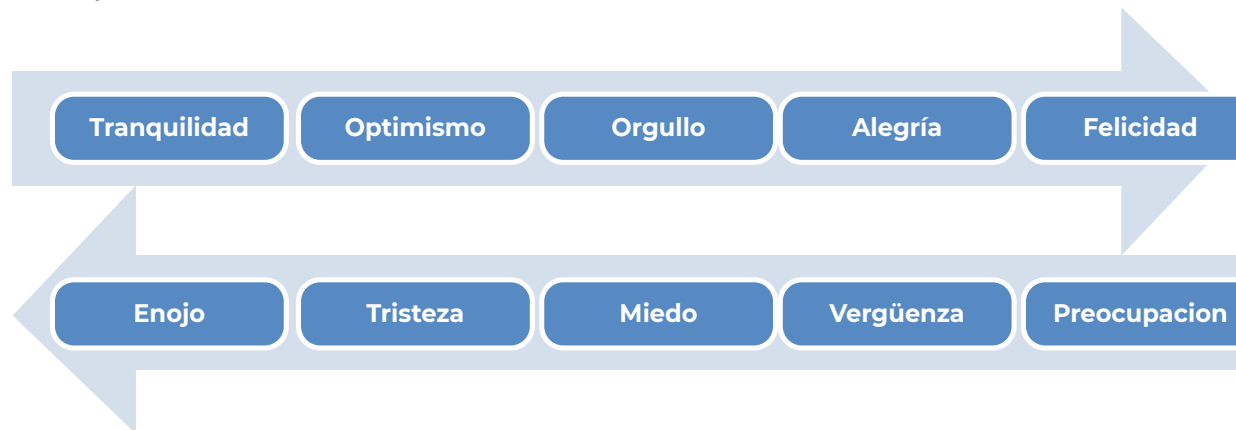 Tranquilidad Optimismo Orgullo Alegría Felicidad
Enojo Tristeza Miedo Vergüenza Preocupacion